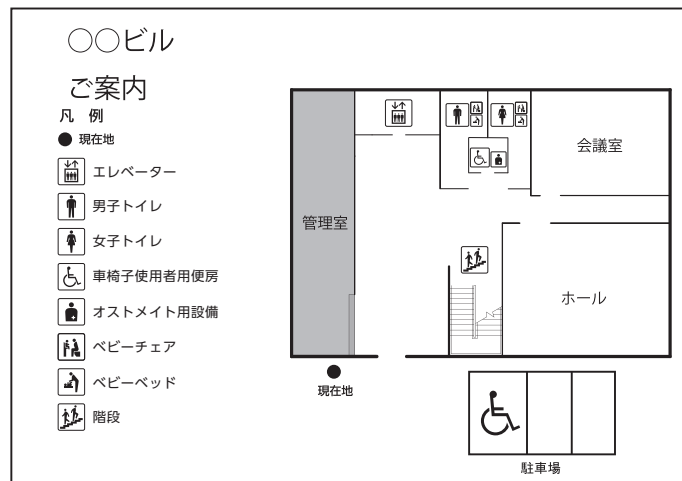 ○○ビル
ご案内
凡 例
現在地
エレベーター
男子トイレ
女子トイレ
車椅子使用者用便房
オストメイト用設備
ベビーチェア
ベビーベッド
階段
会議室
管理室
ホール
現在地
駐車場